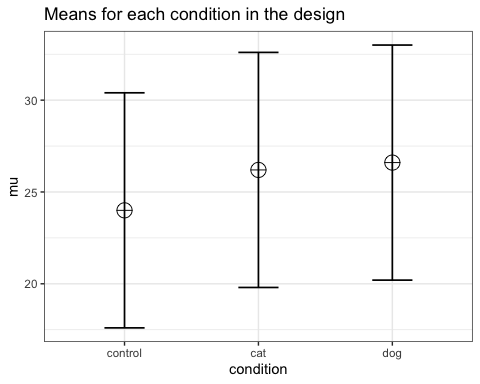 Means for each condition in the design
mu
30
25
20
control cat dog
condition